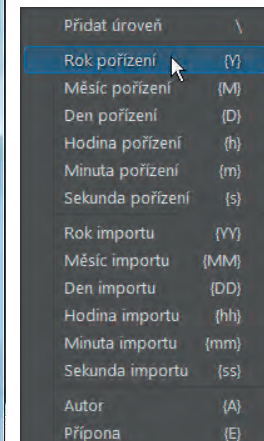 Přidat úroveň \
Rok pořízení {Y}
Měsíc pořízení {M}
Den pořízení {D}
Hodina pořízení {h}
Minuta pořízení {m}
Sekunda pořízení {s}
Rok importu {YY}
Měsíc importu {MM}
Den importu {DD}
Hodina importu {hh}
Minuta importu {mm}
Sekunda importu {ss}
Autor {A}
Přípona {E}